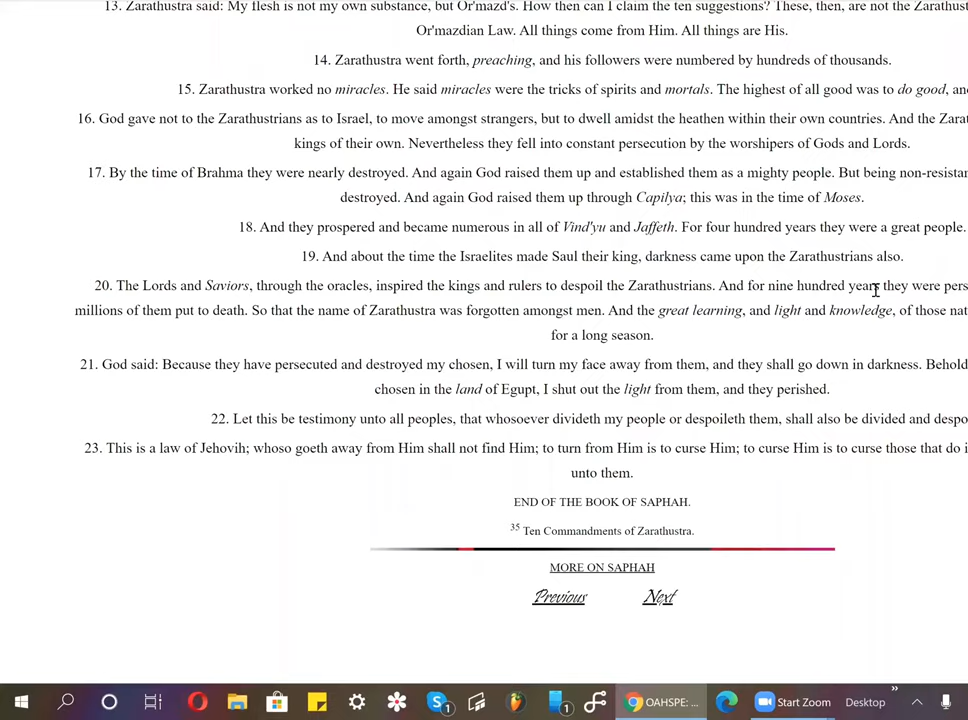 13. Zarathustra said: My flesh is not my own substance, but Or'mazd's. How then can I claim the ten suggestions? These, then, are not the
Or'mazdian Law. All things come from Him. All things are His.
14. Zarathustra went forth, preaching, and his followers were numbered by hundreds of thousands.
15. Zarathustra worked no miracles. He said miracles were the tricks of spirits and mortals. The highest of all good was to do good,
16. God gave not to the Zarathustrians as to Israel, to move amongst strangers, but to dwell amidst the heathen within their own countries. And the
kings of their own. Nevertheless they fell into constant persecution by the worshipers of Gods and Lords.
17. By the time of Brahma they were nearly destroyed. And again God raised them up and established them as a mighty people. But being
destroyed. And again God raised them up through Capilya; this was in the time of Moses.
18. And they prospered and became numerous in all of Vind'yu and Jaffeth. For four hundred years they were a great people.
19. And about the time the Israelites made Saul their king, darkness came upon the Zarathustrians also.
20. The Lords and Saviors, through the oracles, inspired the kings and rulers to despoil the Zarathustrians. And for nine hundred years they were
millions of them put to death. So that the name of Zarathustra was forgotten amongst men. And the great learning, and light and knowledge, of those
for a long season.
21. God said: Because they have persecuted and destroyed my chosen, I will turn my face away from them, and they shall go down in darkness. Behold
chosen in the land of Egupt, I shut out the light from them, and they perished.
22. Let this be testimony unto all peoples, that whosoever divideth my people or despoileth them, shall also be divided and
23. This is a law of Jehovih; whoso goeth away from Him shall not find Him; to turn from Him is to curse Him; to curse Him is to curse those that do
unto them.
END OF THE BOOK OF SAPHAH.
35 Ten Commandments of Zarathustra.
MORE ON SAPHAH
Previous Next
1 1 OAHSPE: ... Start Zoom Desktop »